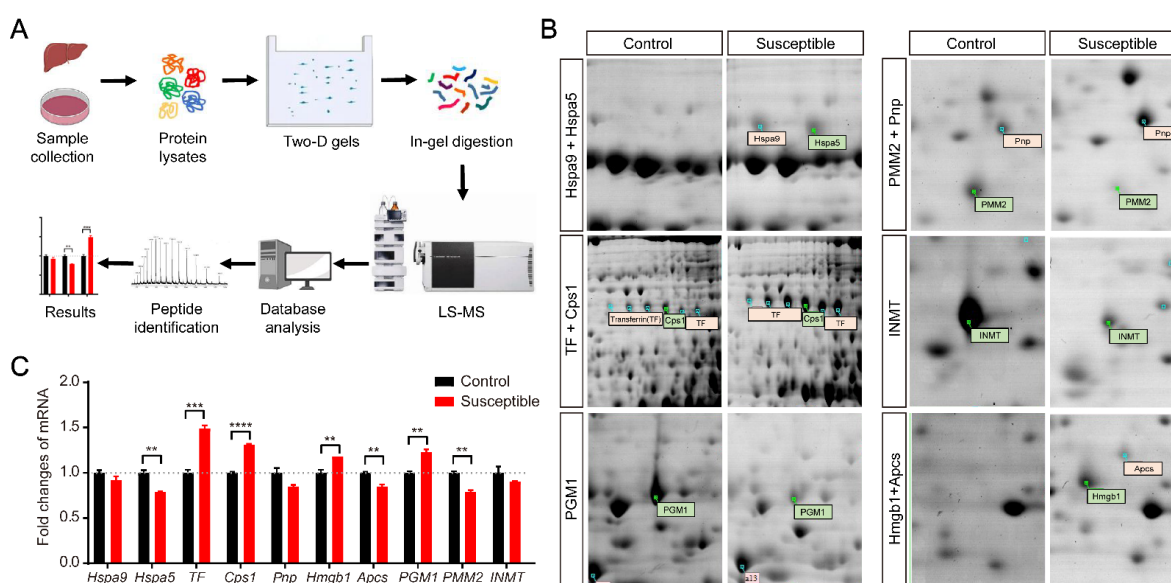 A
Sample
collection
Protein
lysates
Two-D gels
In-gel digestion
Results
Peptide
identification
Database
analysis
LS-MS
B
Control
Susceptible
Control
Susceptible
Hspa9 + Hspa5
Hspa9
Hspa5
PMM2 + Pnp
Pnp
PMM2
Pnp
PMM2
TF + Cps1
Transferrin(TF)
Cps1
TF
TF
Cps1
TF
INMT
INMT
INMT
PGM1
PGM1
PGM1
a13
Hmgb1+Apcs
Apcs
Hmgb1
C
Fold changes of mRNA
2.0
1.5
1.0
0.5
0.0
Control
Susceptible
**
***
****
**
**
**
**
Hspa9 Hspa5 TF Cps1 Pnp Hmgb1 Apcs PGM1 PMM2 INMT